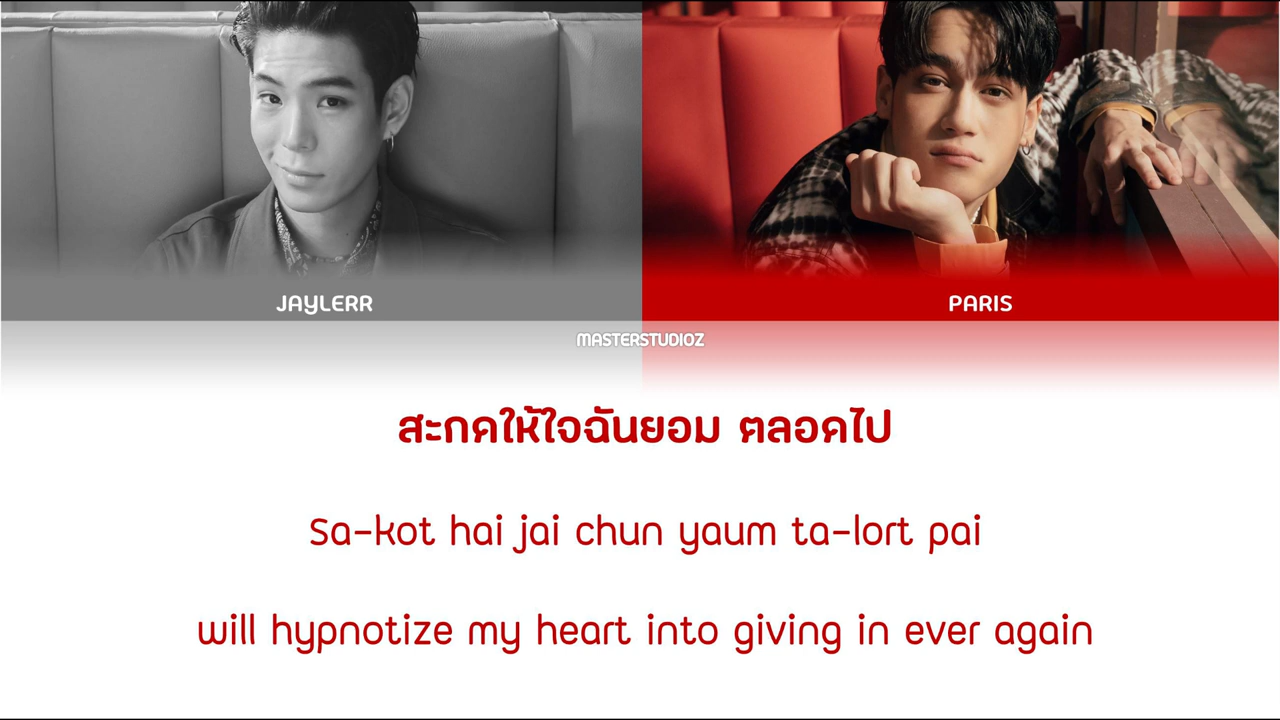 JAYLERR
PARIS
MASTERSTUDIOZ
สะกดให้ใจฉันยอม ตลอดไป
Sa-kot hai jai chun yaum ta-lort pai
will hypnotize my heart into giving in ever again